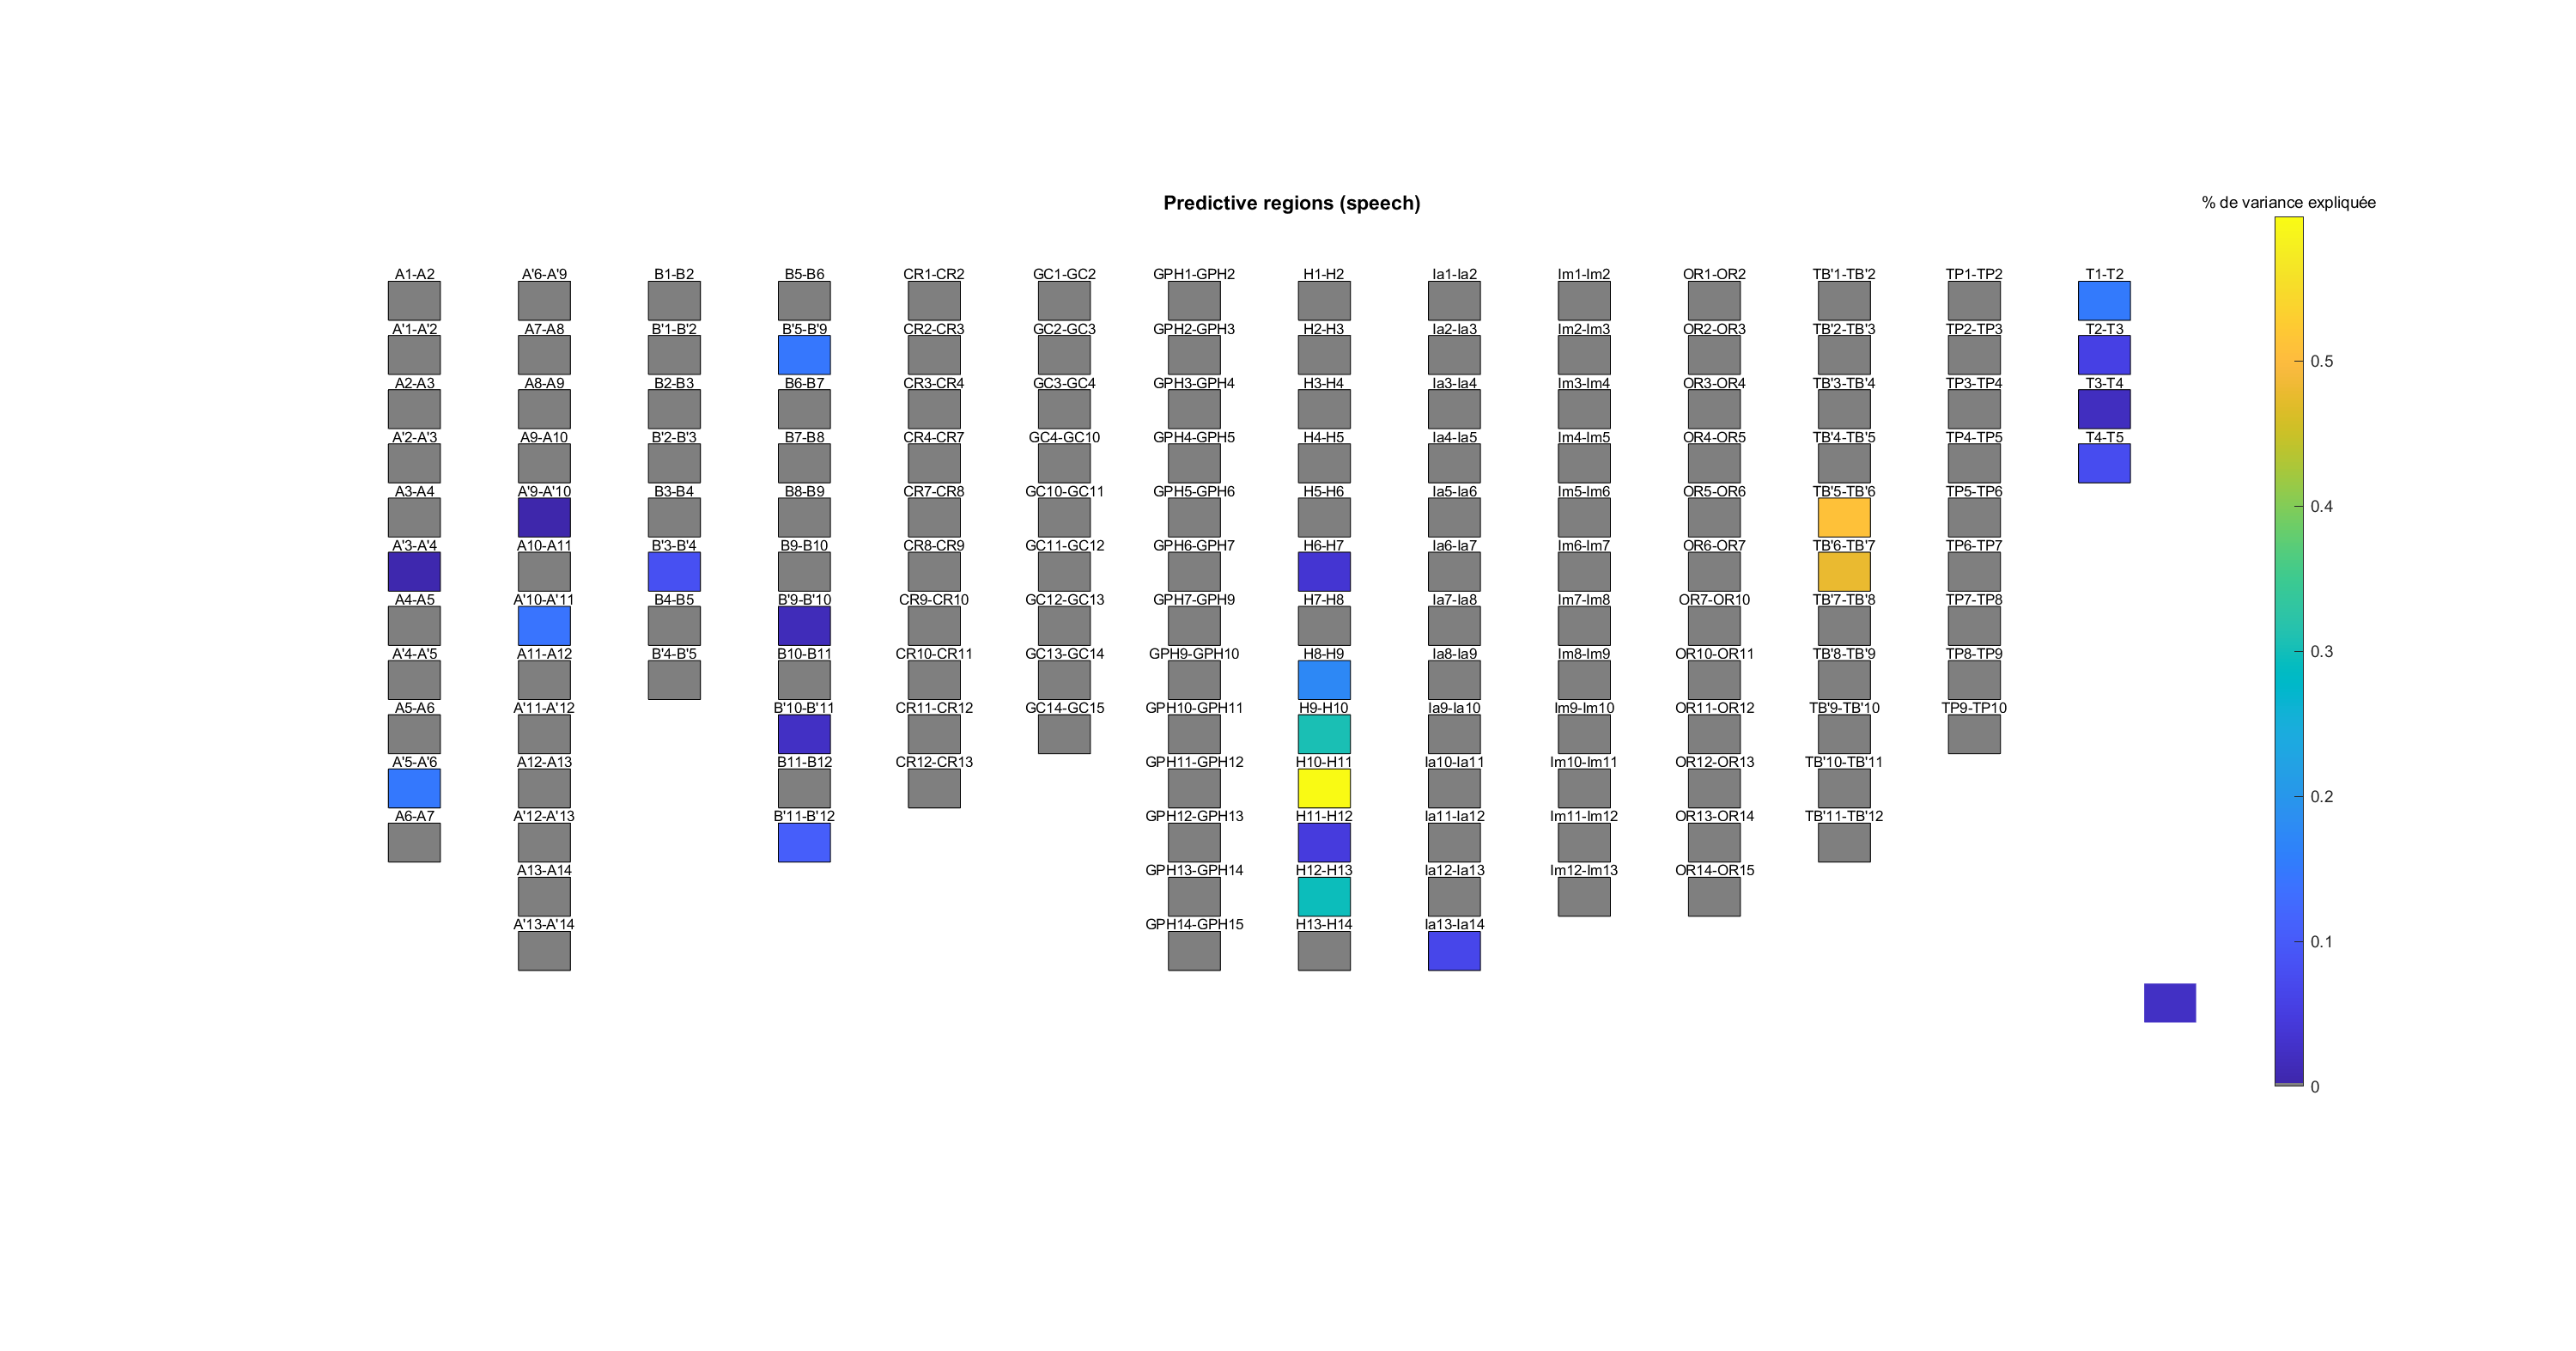 Predictive regions (speech)
% de variance expliquée
A1-A2 A'6-A'9 B1-B2 B5-B6 CR1-CR2 GC1-GC2 GPH1-GPH2 H1-H2 Ia1-Ia2 Im1-Im2 OR1-OR2 TB'1-TB'2 TP1-TP2 T1-T2
A'1-A'2 A7-A8 B'1-B'2 B'5-B'9 CR2-CR3 GC2-GC3 GPH2-GPH3 H2-H3 Ia2-Ia3 Im2-Im3 OR2-OR3 TB'2-TB'3 TP2-TP3 T2-T3
0.5
A2-A3 A8-A9 B2-B3 B6-B7 CR3-CR4 GC3-GC4 GPH3-GPH4 H3-H4 Ia3-Ia4 Im3-Im4 OR3-OR4 TB'3-TB'4 TP3-TP4 T3-T4
A'2-A'3 A9-A10 B'2-B'3 B7-B8 CR4-CR7 GC4-GC10 GPH4-GPH5 H4-H5 Ia4-Ia5 Im4-Im5 OR4-OR5 TB'4-TB'5 TP4-TP5 T4-T5
A3-A4 A'9-A'10 B3-B4 B8-B9 CR7-CR8 GC10-GC11 GPH5-GPH6 H5-H6 Ia5-Ia6 Im5-Im6 OR5-OR6 TB'5-TB'6 TP5-TP6
0.4
A'3-A'4 A10-A11 B'3-B'4 B9-B10 CR8-CR9 GC11-GC12 GPH6-GPH7 H6-H7 Ia6-Ia7 Im6-Im7 OR6-OR7 TB'6-TB'7 TP6-TP7
A4-A5 A'10-A'11 B4-B5 B'9-B'10 CR9-CR10 GC12-GC13 GPH7-GPH9 H7-H8 Ia7-Ia8 Im7-Im8 OR7-OR10 TB'7-TB'8 TP7-TP8
A'4-A'5 A11-A12 B'4-B'5 B10-B11 CR10-CR11 GC13-GC14 GPH9-GPH10 H8-H9 Ia8-Ia9 Im8-Im9 OR10-OR11 TB'8-TB'9 TP8-TP9
0.3
A5-A6 A'11-A'12 B'10-B'11 CR11-CR12 GC14-GC15 GPH10-GPH11 H9-H10 Ia9-Ia10 Im9-Im10 OR11-OR12 TB'9-TB'10 TP9-TP10
A'5-A'6 A12-A13 B11-B12 CR12-CR13 GPH11-GPH12 H10-H11 Ia10-Ia11 Im10-Im11 OR12-OR13 TB'10-TB'11
0.2
A6-A7 A'12-A'13 B'11-B'12 GPH12-GPH13 H11-H12 Ia11-Ia12 Im11-Im12 OR13-OR14 TB'11-TB'12
A13-A14 GPH13-GPH14 H12-H13 Ia12-Ia13 Im12-Im13 OR14-OR15
A'13-A'14 GPH14-GPH15 H13-H14 Ia13-Ia14
0.1
0